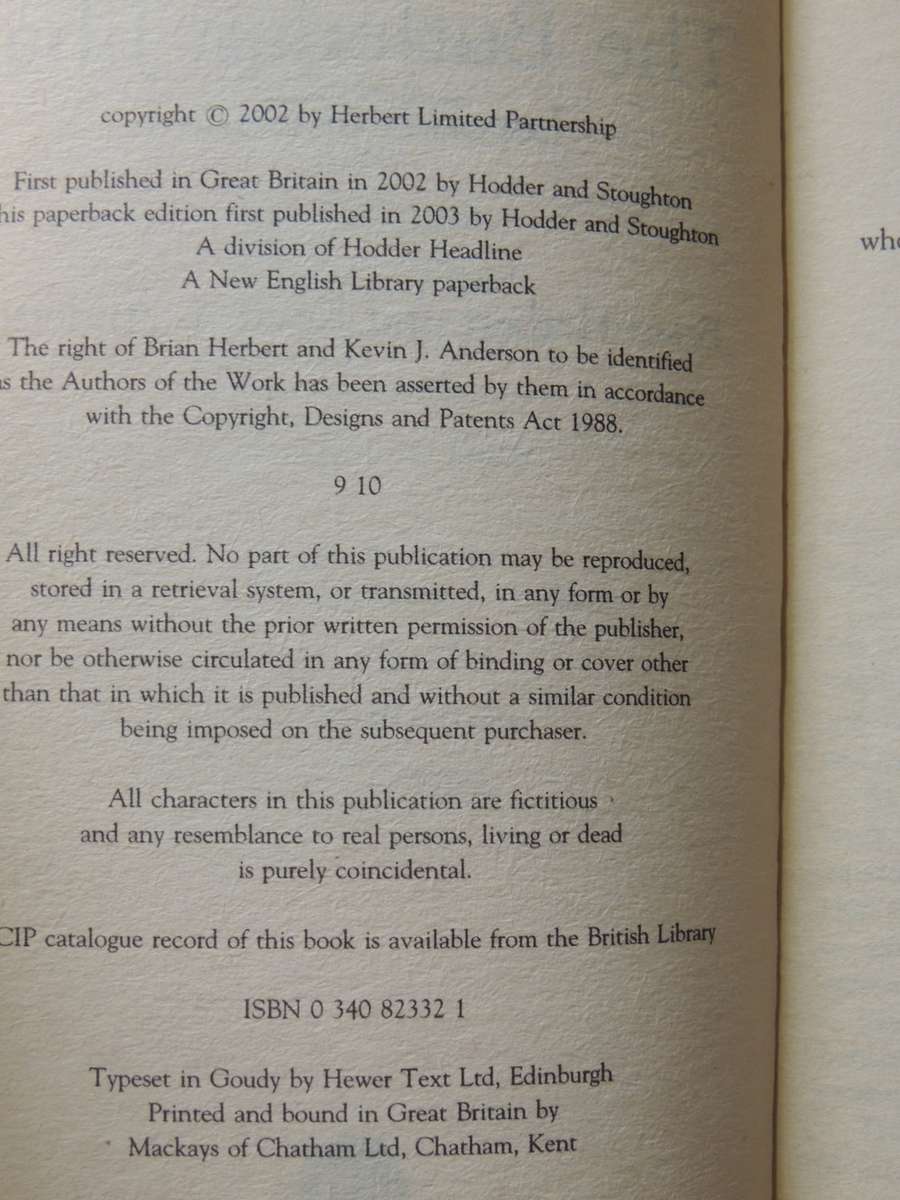 copyright © 2002 by Herbert Limited Partnership
First published in Great Britain in 2002 by Hodder and Stoughton
his paperback edition first published in 2003 by Hodder and Stoughton
A division of Hodder Headline
A New English Library paperback
The right of Brian Herbert and Kevin J. Anderson to be identified
as the Authors of the Work has been asserted by them in accordance
with the Copyright, Designs and Patents Act 1988.
9 10
All right reserved. No part of this publication may be reproduced,
stored in a retrieval system, or transmitted, in any form or by
any means without the prior written permission of the publisher,
nor be otherwise circulated in any form of binding or cover other
than that in which it is published and without a similar condition
being imposed on the subsequent purchaser.
All characters in this publication are fictitious
and any resemblance to real persons, living or dead
is purely coincidental.
CIP catalogue record of this book is available from the British Library
ISBN 0 340 82332 1
Typeset in Goudy by Hewer Text Ltd, Edinburgh
Printed and bound in Great Britain by
Mackays of Chatham Ltd, Chatham, Kent